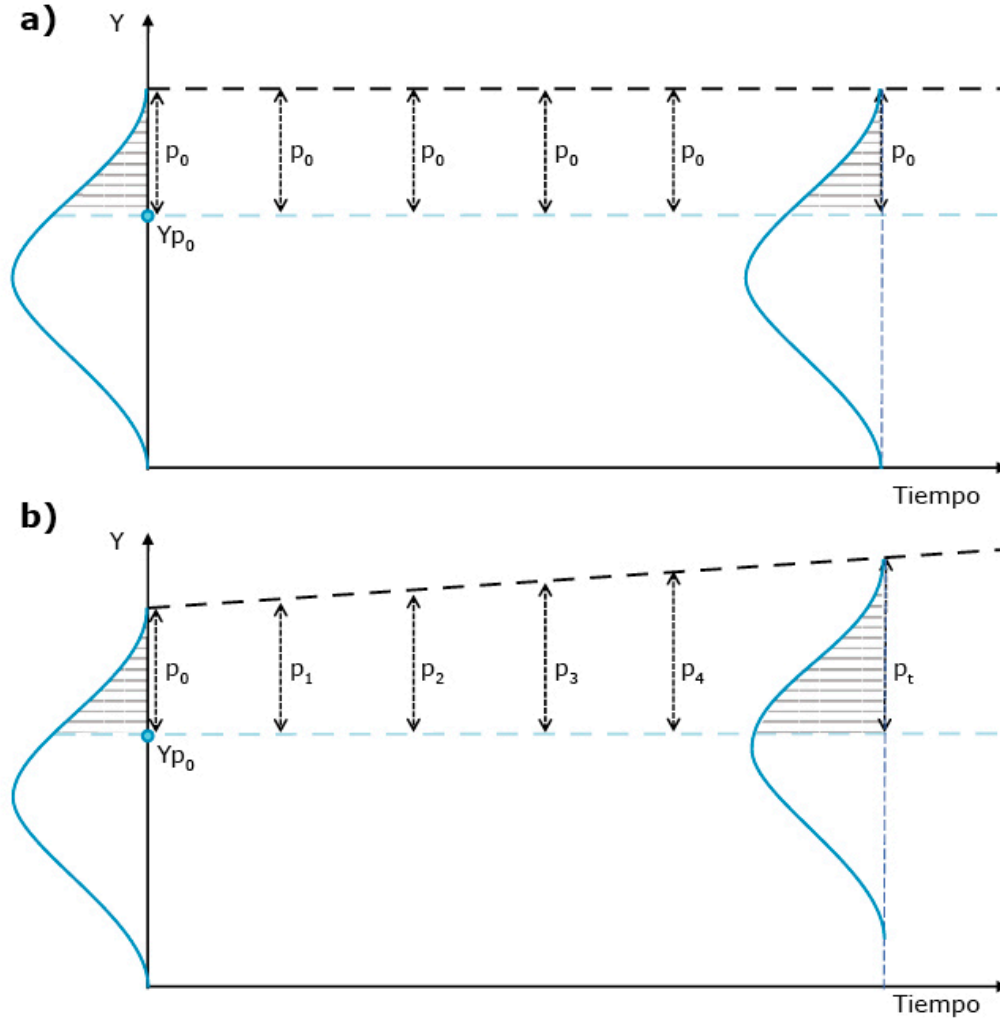 a)
Y
p₀ p₀ p₀ p₀ p₀ p₀
Yp₀
Tiempo
b)
Y
p₀ p₁ p₂ p₃ p₄ pₜ
Yp₀
Tiempo